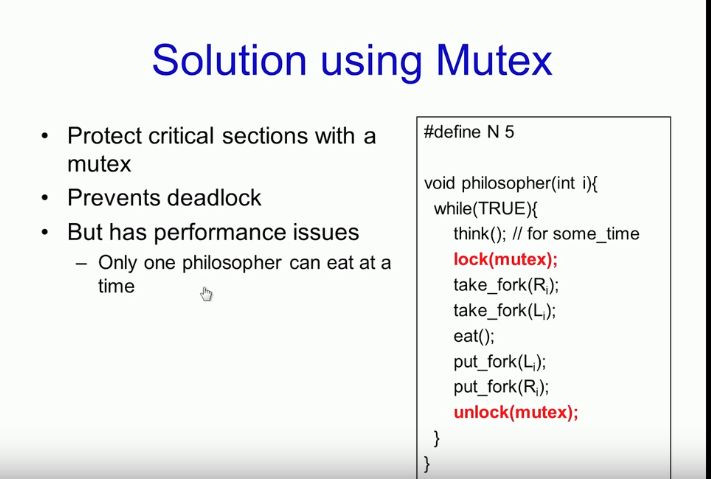 Solution using Mutex
• Protect critical sections with a
mutex
• Prevents deadlock
• But has performance issues
– Only one philosopher can eat at a
time
#define N 5
void philosopher(int i){
while(TRUE){
think(); // for some_time
lock(mutex);
take_fork(Rᵢ);
take_fork(Lᵢ);
eat();
put_fork(Lᵢ);
put_fork(Rᵢ);
unlock(mutex);
}
}